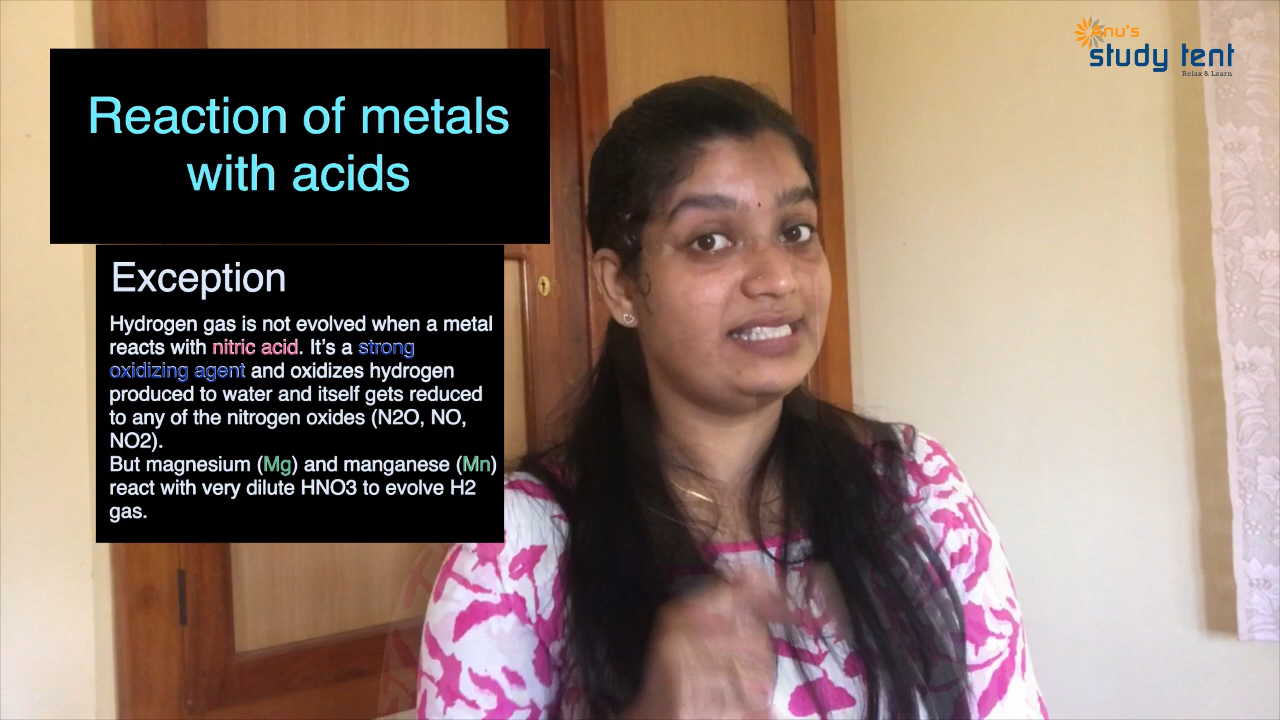 Anu's
study tent
Relax & Learn
Reaction of metals
with acids
Exception
Hydrogen gas is not evolved when a metal
reacts with nitric acid. It’s a strong
oxidizing agent and oxidizes hydrogen
produced to water and itself gets reduced
to any of the nitrogen oxides (N2O, NO,
NO2).
But magnesium (Mg) and manganese (Mn)
react with very dilute HNO3 to evolve H2
gas.